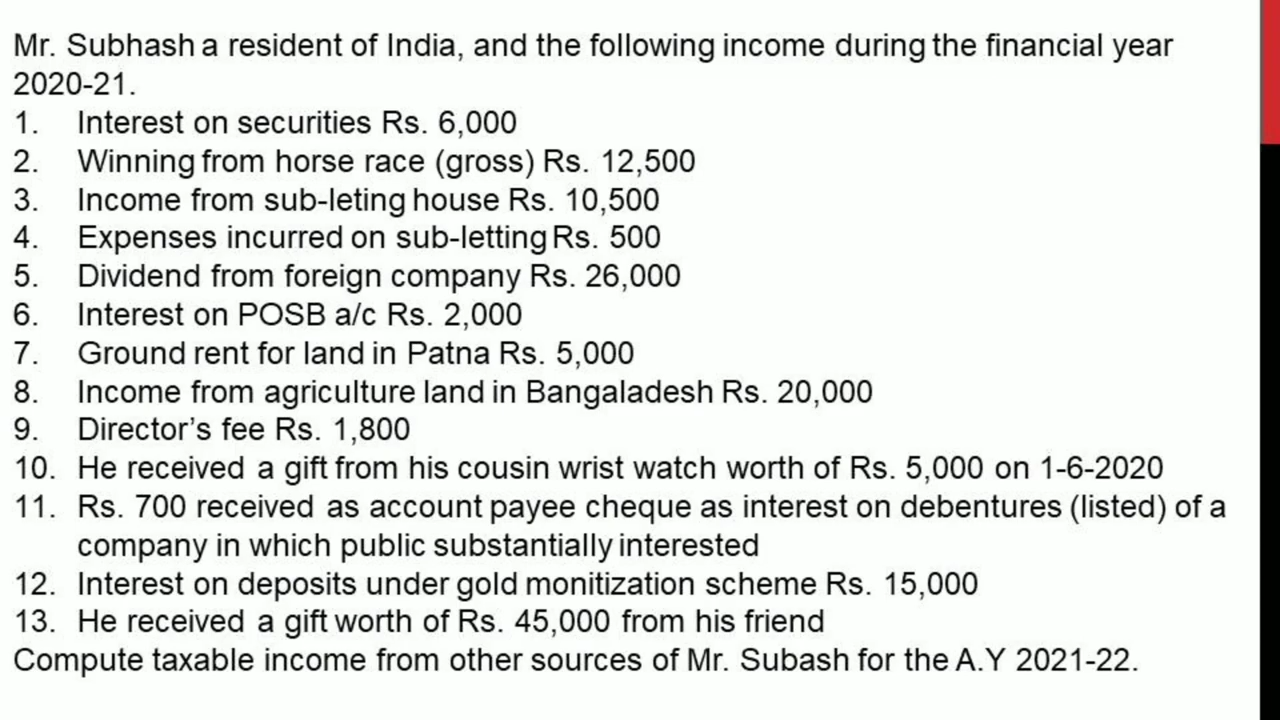 Mr. Subhash a resident of India, and the following income during the financial year
2020-21.
1. Interest on securities Rs. 6,000
2. Winning from horse race (gross) Rs. 12,500
3. Income from sub-leting house Rs. 10,500
4. Expenses incurred on sub-letting Rs. 500
5. Dividend from foreign company Rs. 26,000
6. Interest on POSB a/c Rs. 2,000
7. Ground rent for land in Patna Rs. 5,000
8. Income from agriculture land in Bangaladesh Rs. 20,000
9. Director’s fee Rs. 1,800
10. He received a gift from his cousin wrist watch worth of Rs. 5,000 on 1-6-2020
11. Rs. 700 received as account payee cheque as interest on debentures (listed) of a
company in which public substantially interested
12. Interest on deposits under gold monitization scheme Rs. 15,000
13. He received a gift worth of Rs. 45,000 from his friend
Compute taxable income from other sources of Mr. Subash for the A.Y 2021-22.